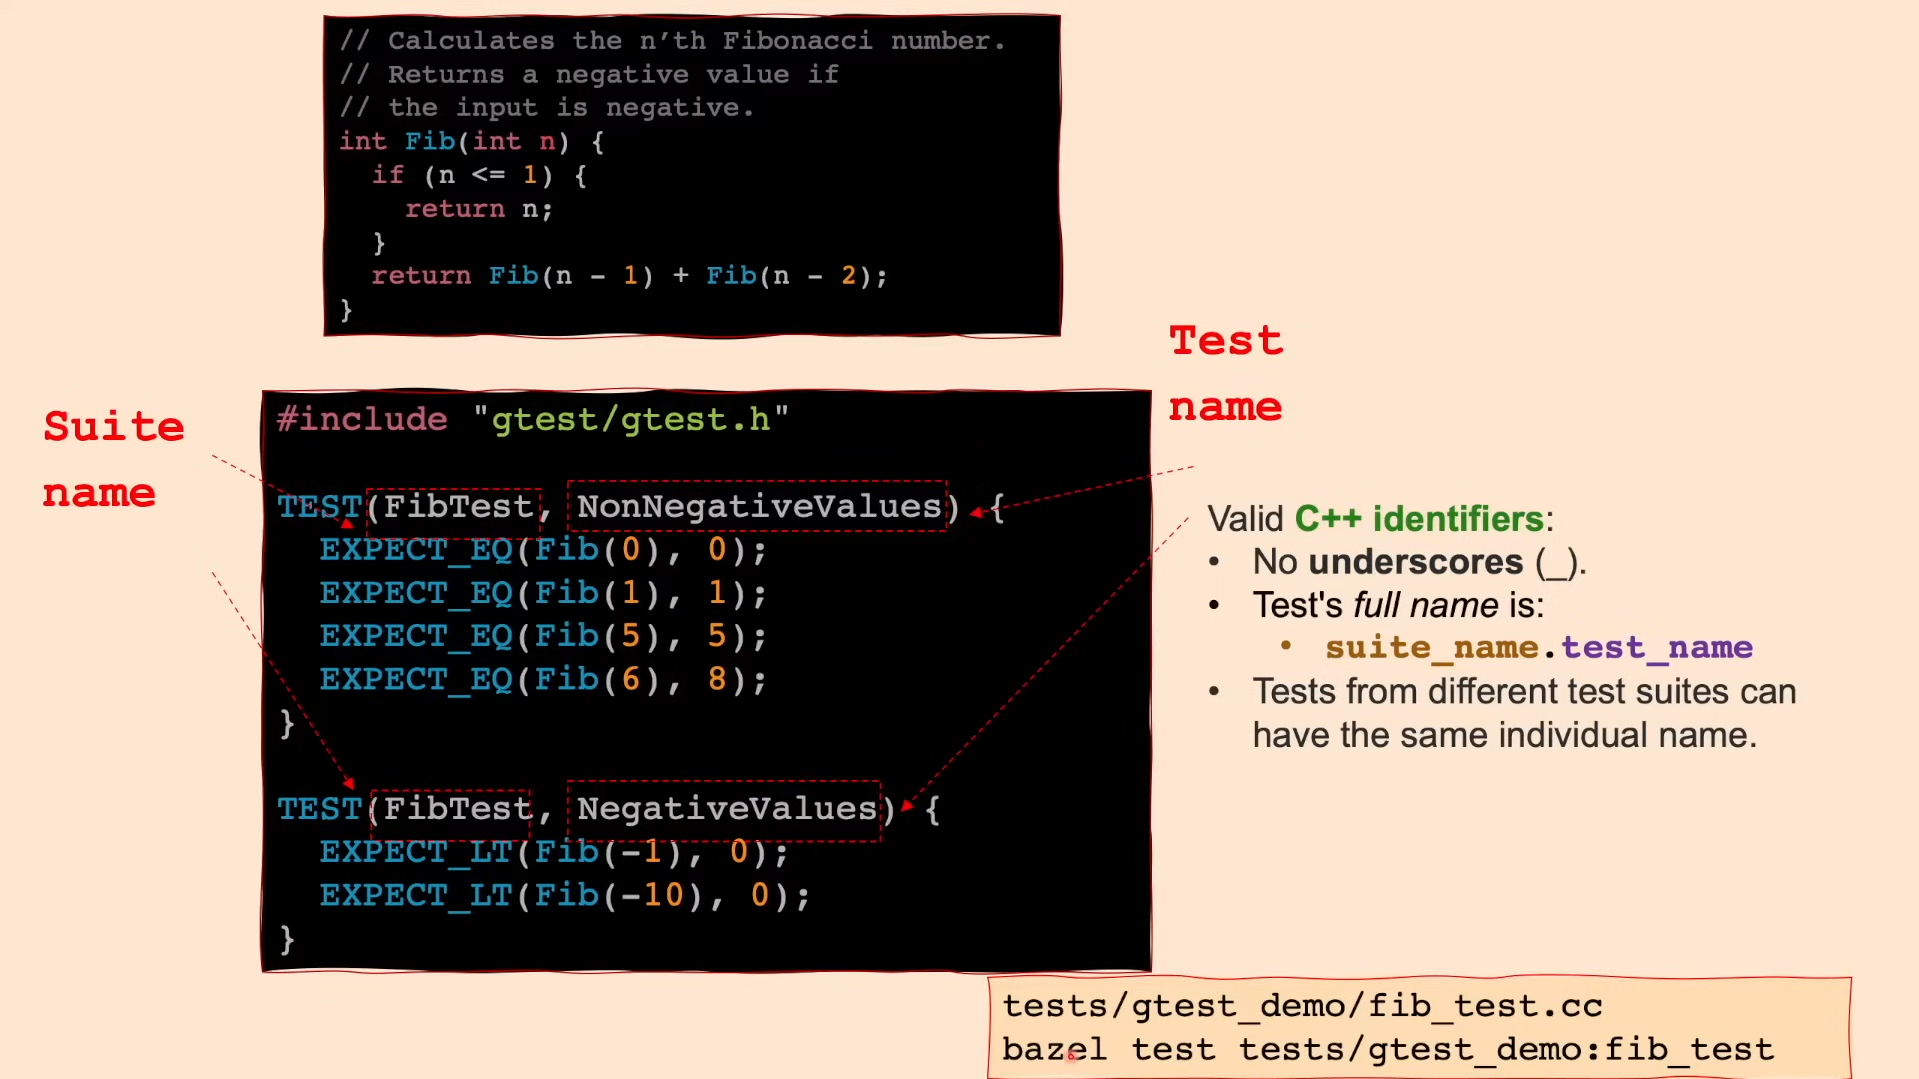 // Calculates the n’th Fibonacci number.
// Returns a negative value if
// the input is negative.
int Fib(int n) {
  if (n <= 1) {
    return n;
  }
  return Fib(n - 1) + Fib(n - 2);
}
Suite
name
Test
name
#include "gtest/gtest.h"
TEST(FibTest, NonNegativeValues) {
  EXPECT_EQ(Fib(0), 0);
  EXPECT_EQ(Fib(1), 1);
  EXPECT_EQ(Fib(5), 5);
  EXPECT_EQ(Fib(6), 8);
}
TEST(FibTest, NegativeValues) {
  EXPECT_LT(Fib(-1), 0);
  EXPECT_LT(Fib(-10), 0);
}
Valid C++ identifiers:
• No underscores (_).
• Test's full name is:
• suite_name.test_name
• Tests from different test suites can
have the same individual name.
tests/gtest_demo/fib_test.cc
bazel test tests/gtest_demo:fib_test